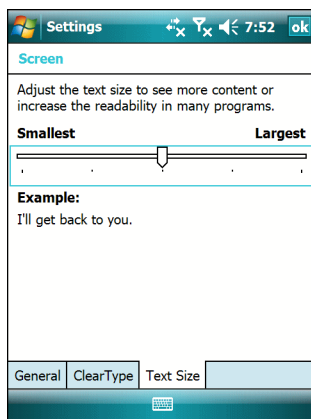 Settings 7:52 ok
Screen
Adjust the text size to see more content or
increase the readability in many programs.
Smallest Largest
Example:
I'll get back to you.
General ClearType Text Size